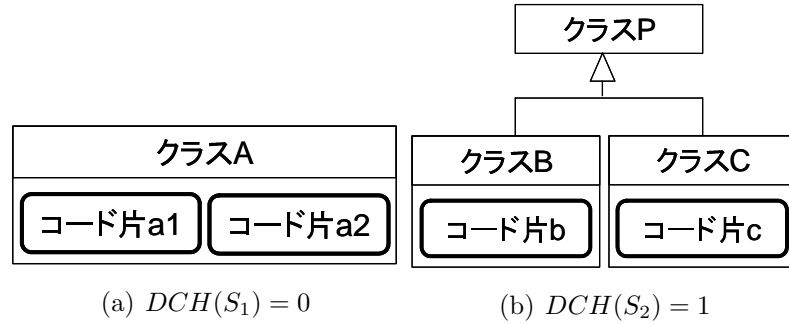 クラスP
クラスA
クラスB
クラスC
コード片a1
コード片a2
コード片b
コード片c
(a) DCH(S₁) = 0
(b) DCH(S₂) = 1